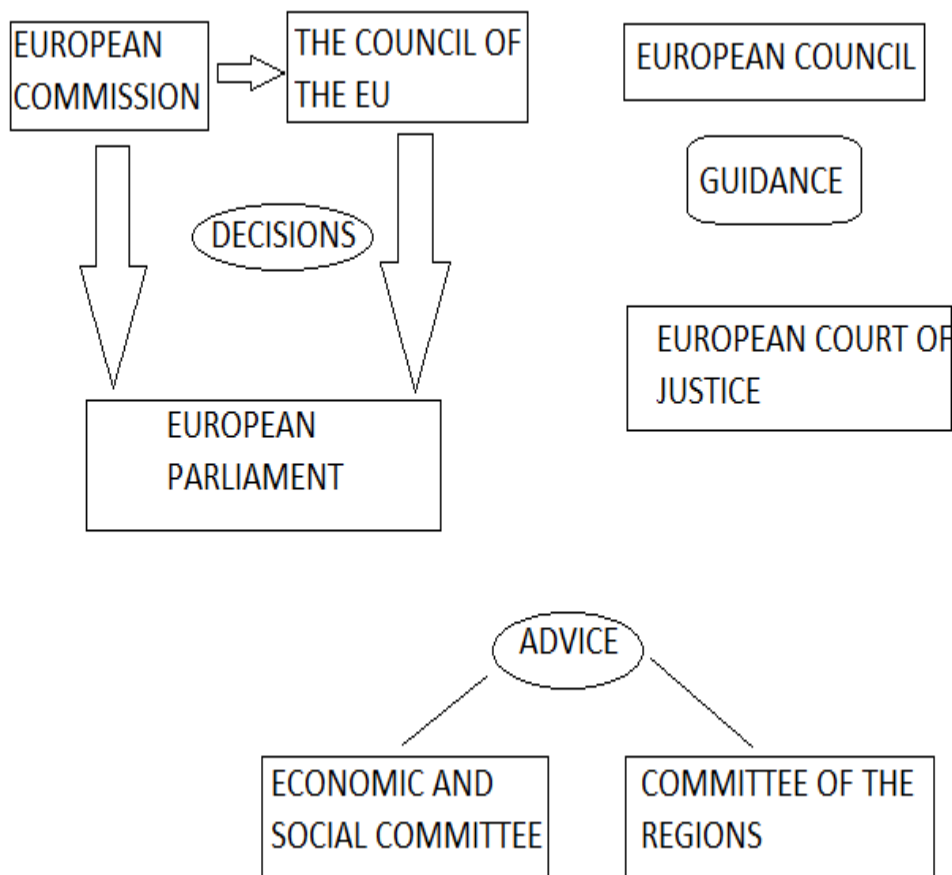 EUROPEAN
COMMISSION
THE COUNCIL OF
THE EU
EUROPEAN COUNCIL
GUIDANCE
DECISIONS
EUROPEAN COURT OF
JUSTICE
EUROPEAN
PARLIAMENT
ADVICE
ECONOMIC AND
SOCIAL COMMITTEE
COMMITTEE OF THE
REGIONS